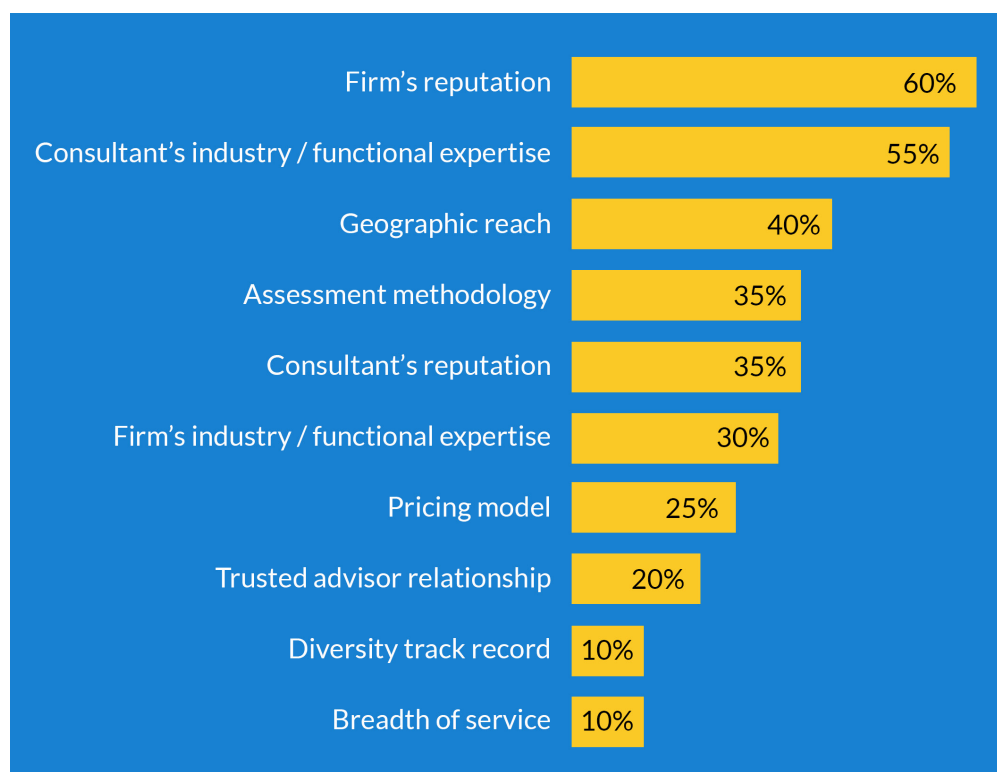 Firm’s reputation 60%
Consultant’s industry / functional expertise 55%
Geographic reach 40%
Assessment methodology 35%
Consultant’s reputation 35%
Firm’s industry / functional expertise 30%
Pricing model 25%
Trusted advisor relationship 20%
Diversity track record 10%
Breadth of service 10%